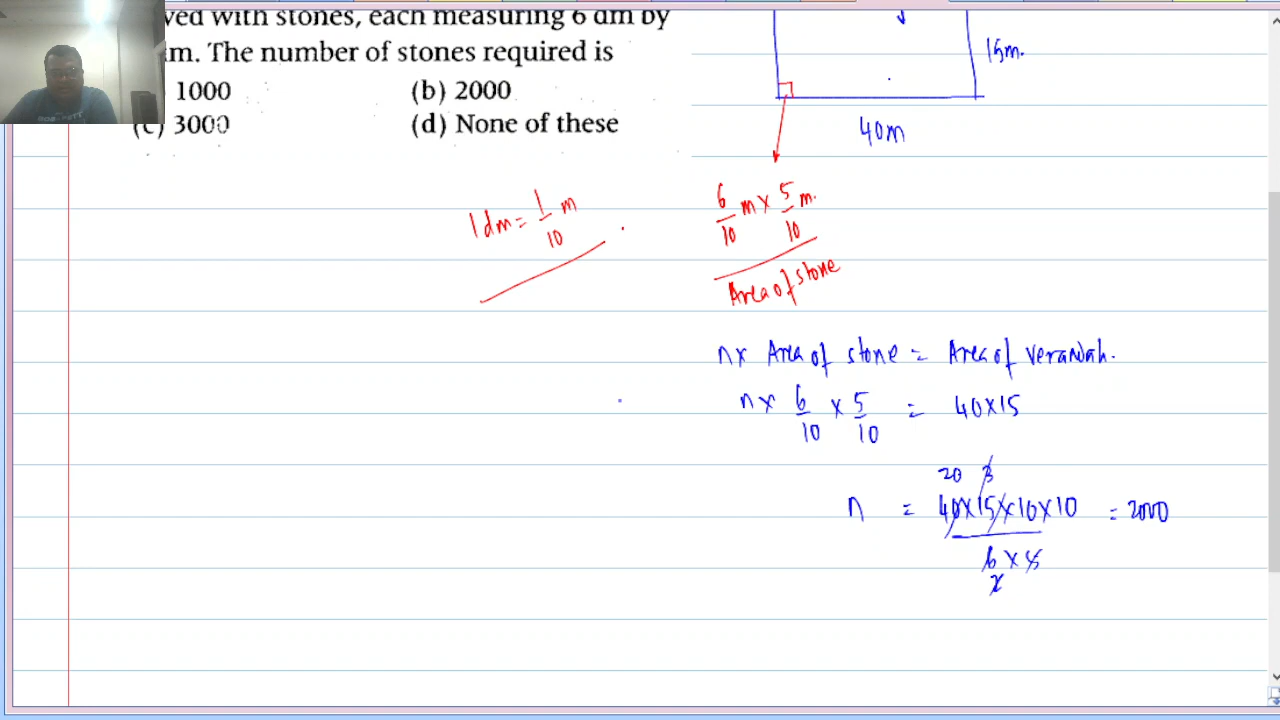 ved with stones, each measuring 6 dm by
m. The number of stones required is
1000 (b) 2000
(c) 3000 (d) None of these
15m.
40m
1dm = 1/10 m
6/10 m × 5/10 m.
Area of stone
n× Area of stone = Area of verandah.
n× 6/10 × 5/10 = 40×15
20 3
n = 40×15×10×10 / 6×5 = 2000
2